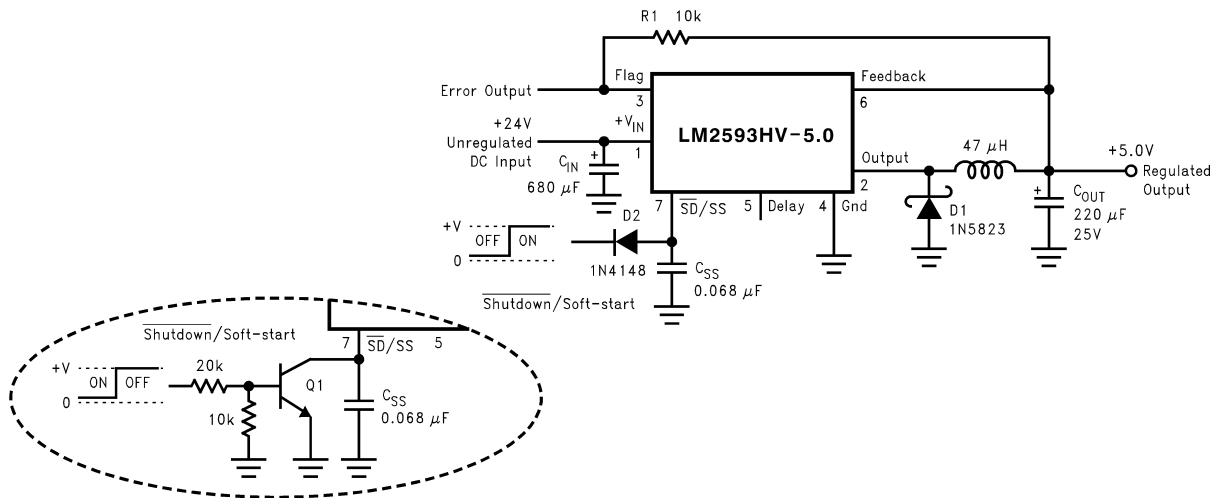 R1 10k
Flag
Feedback
Error Output
3
6
+24V
+V_IN
LM2593HV-5.0
Unregulated
DC Input
1
C_IN
+
680 μF
47 μH
+5.0V
Output
2
Regulated
Output
D1
1N5823
+
C_OUT
220 μF
25V
7
SD/SS
5
Delay
4
Gnd
D2
+V
OFF
ON
0
1N4148
C_SS
0.068 μF
Shutdown/Soft-start
Shutdown/Soft-start
7
SD/SS
5
+V
ON
OFF
0
20k
Q1
10k
C_SS
0.068 μF